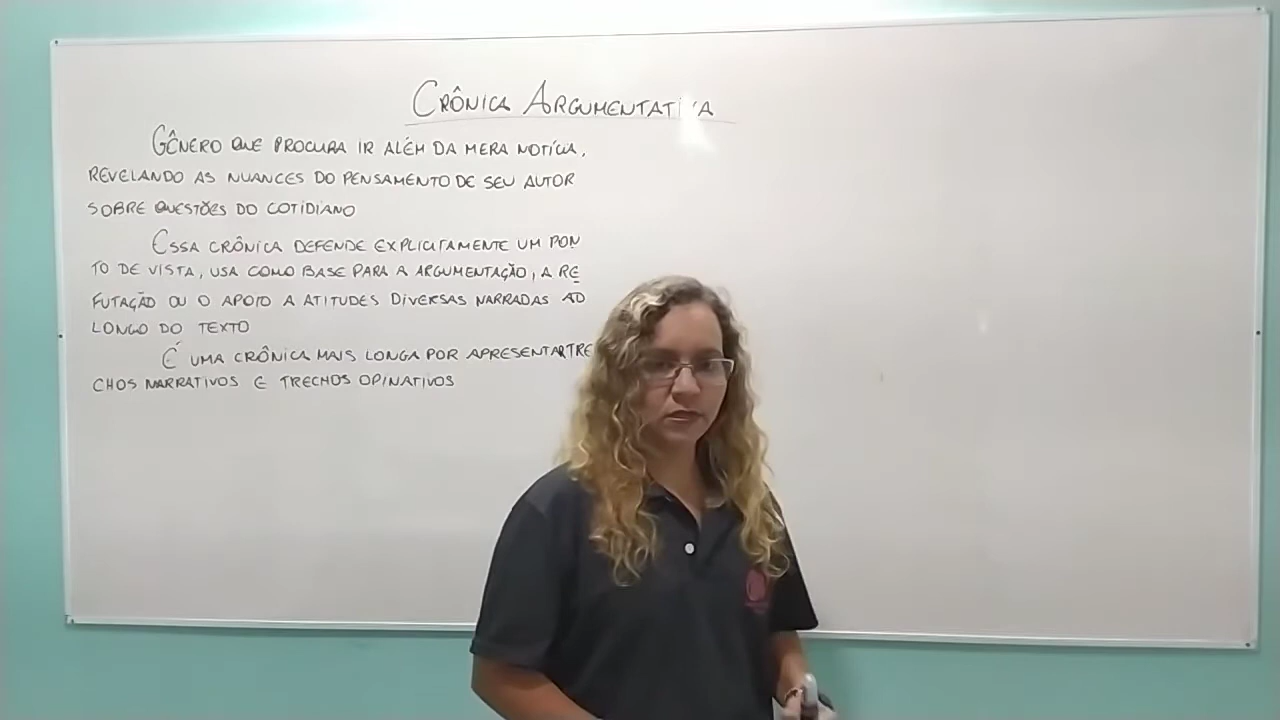 CRÔNICA ARGUMENTATIVA
GÊNERO QUE PROCURA IR ALÉM DA MERA NOTÍCIA,
REVELANDO AS NUANCES DO PENSAMENTO DE SEU AUTOR
SOBRE QUESTÕES DO COTIDIANO
ESSA CRÔNICA DEFENDE EXPLICITAMENTE UM PON
TO DE VISTA, USA COMO BASE PARA A ARGUMENTAÇÃO, A RE
FUTAÇÃO OU O APOIO A ATITUDES DIVERSAS NARRADAS AO
LONGO DO TEXTO
É UMA CRÔNICA MAIS LONGA POR APRESENTAR TRE
CHOS NARRATIVOS E TRECHOS OPINATIVOS